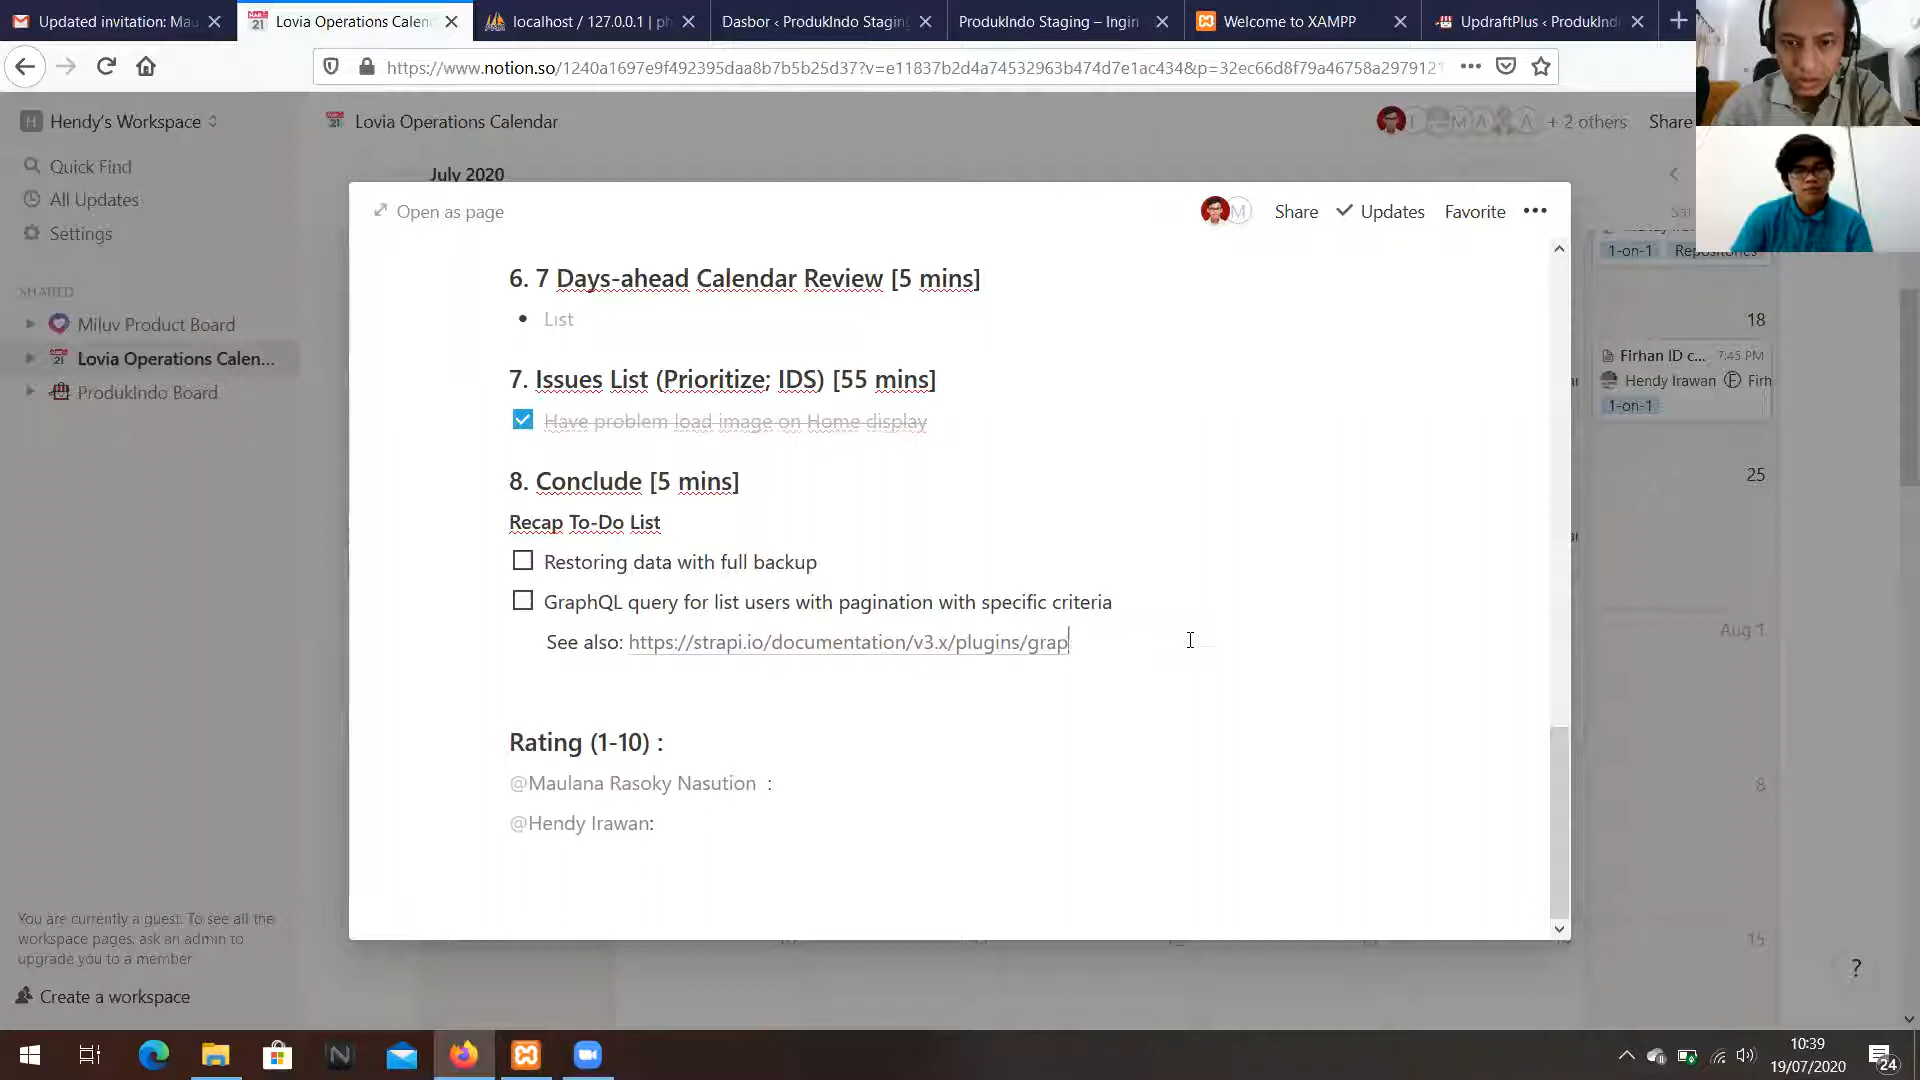 Updated invitation: Mau
Lovia Operations Calend
localhost / 127.0.0.1 | ph
Dasbor ‹ ProdukIndo Staging
ProdukIndo Staging – Ingin
Welcome to XAMPP
UpdraftPlus ‹ ProdukInd
https://www.notion.so/1240a1697e9f492395daa8b7b5b25d37?v=e11837b2d4a74532963b474d7e1ac434&p=32ec66d8f79a46758a297912
H Hendy's Workspace
Lovia Operations Calendar
M A A + 2 others
Share
Quick Find
All Updates
Settings
SHARED
Miluv Product Board
Lovia Operations Calen...
ProdukIndo Board
July 2020
Open as page
M
Share
Updates
Favorite
6. 7 Days-ahead Calendar Review [5 mins]
• List
7. Issues List (Prioritize; IDS) [55 mins]
Have problem load image on Home display
8. Conclude [5 mins]
Recap To-Do List
Restoring data with full backup
GraphQL query for list users with pagination with specific criteria
See also: https://strapi.io/documentation/v3.x/plugins/grap
Rating (1-10) :
@Maulana Rasoky Nasution :
@Hendy Irawan:
1-on-1
18
Firhan ID c... 7:45 PM
Hendy Irawan F Firh
1-on-1
25
Aug 1
8
15
You are currently a guest. To see all the
workspace pages, ask an admin to
upgrade you to a member
Create a workspace
?
10:39
19/07/2020
24